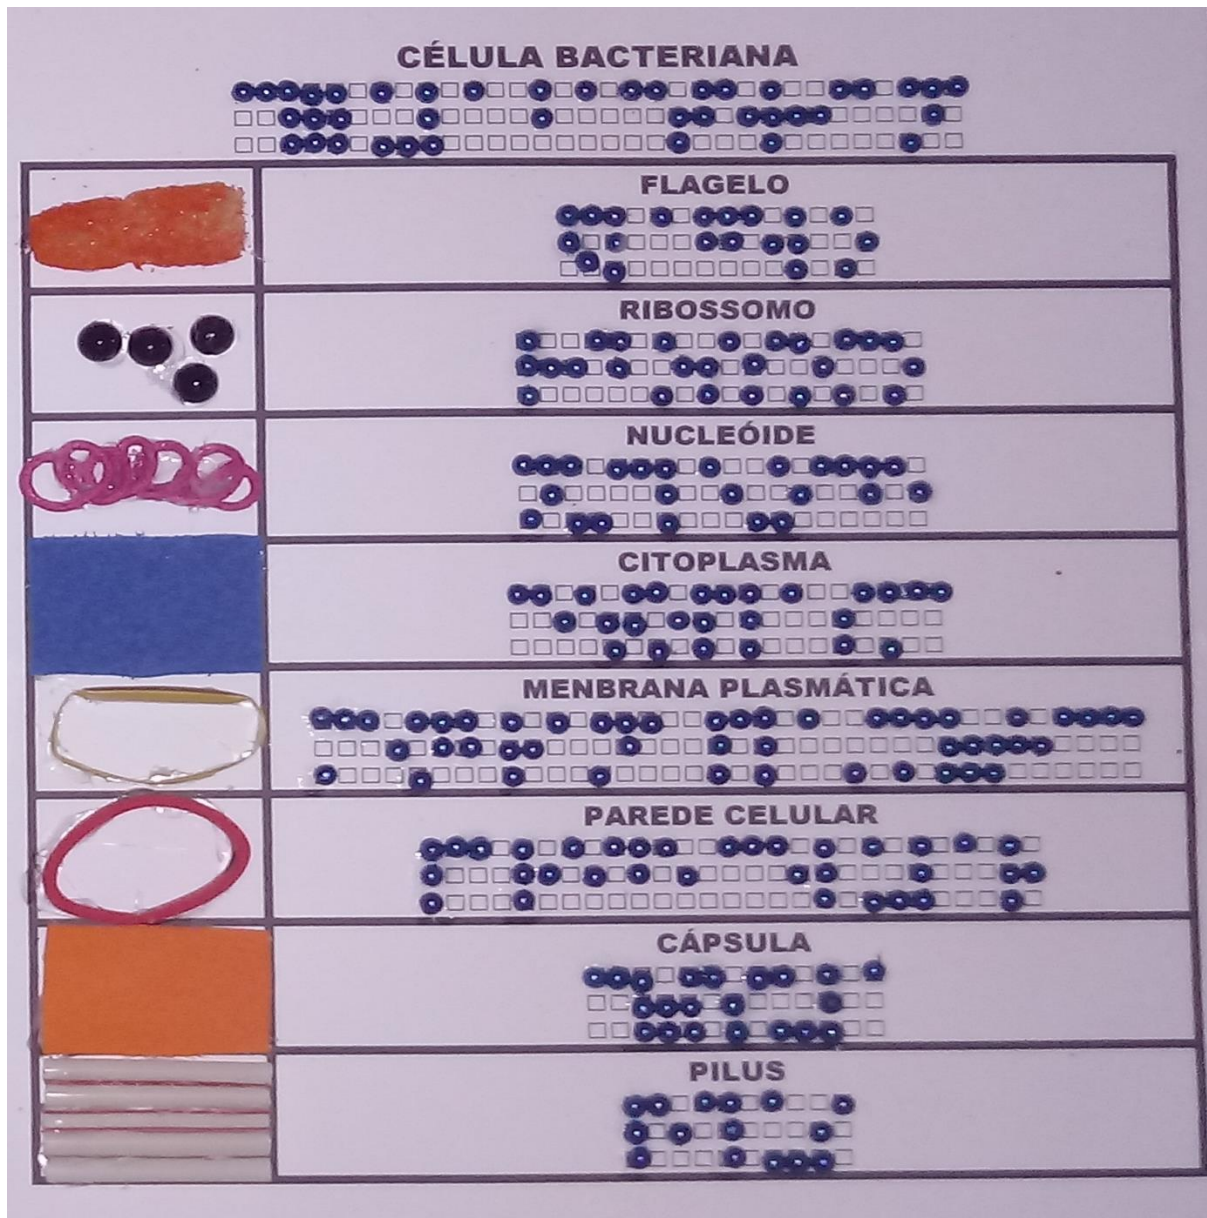 CÉLULA BACTERIANA
FLAGELO
RIBOSSOMO
NUCLEÓIDE
CITOPLASMA
MENBRANA PLASMÁTICA
PAREDE CELULAR
CÁPSULA
PILUS